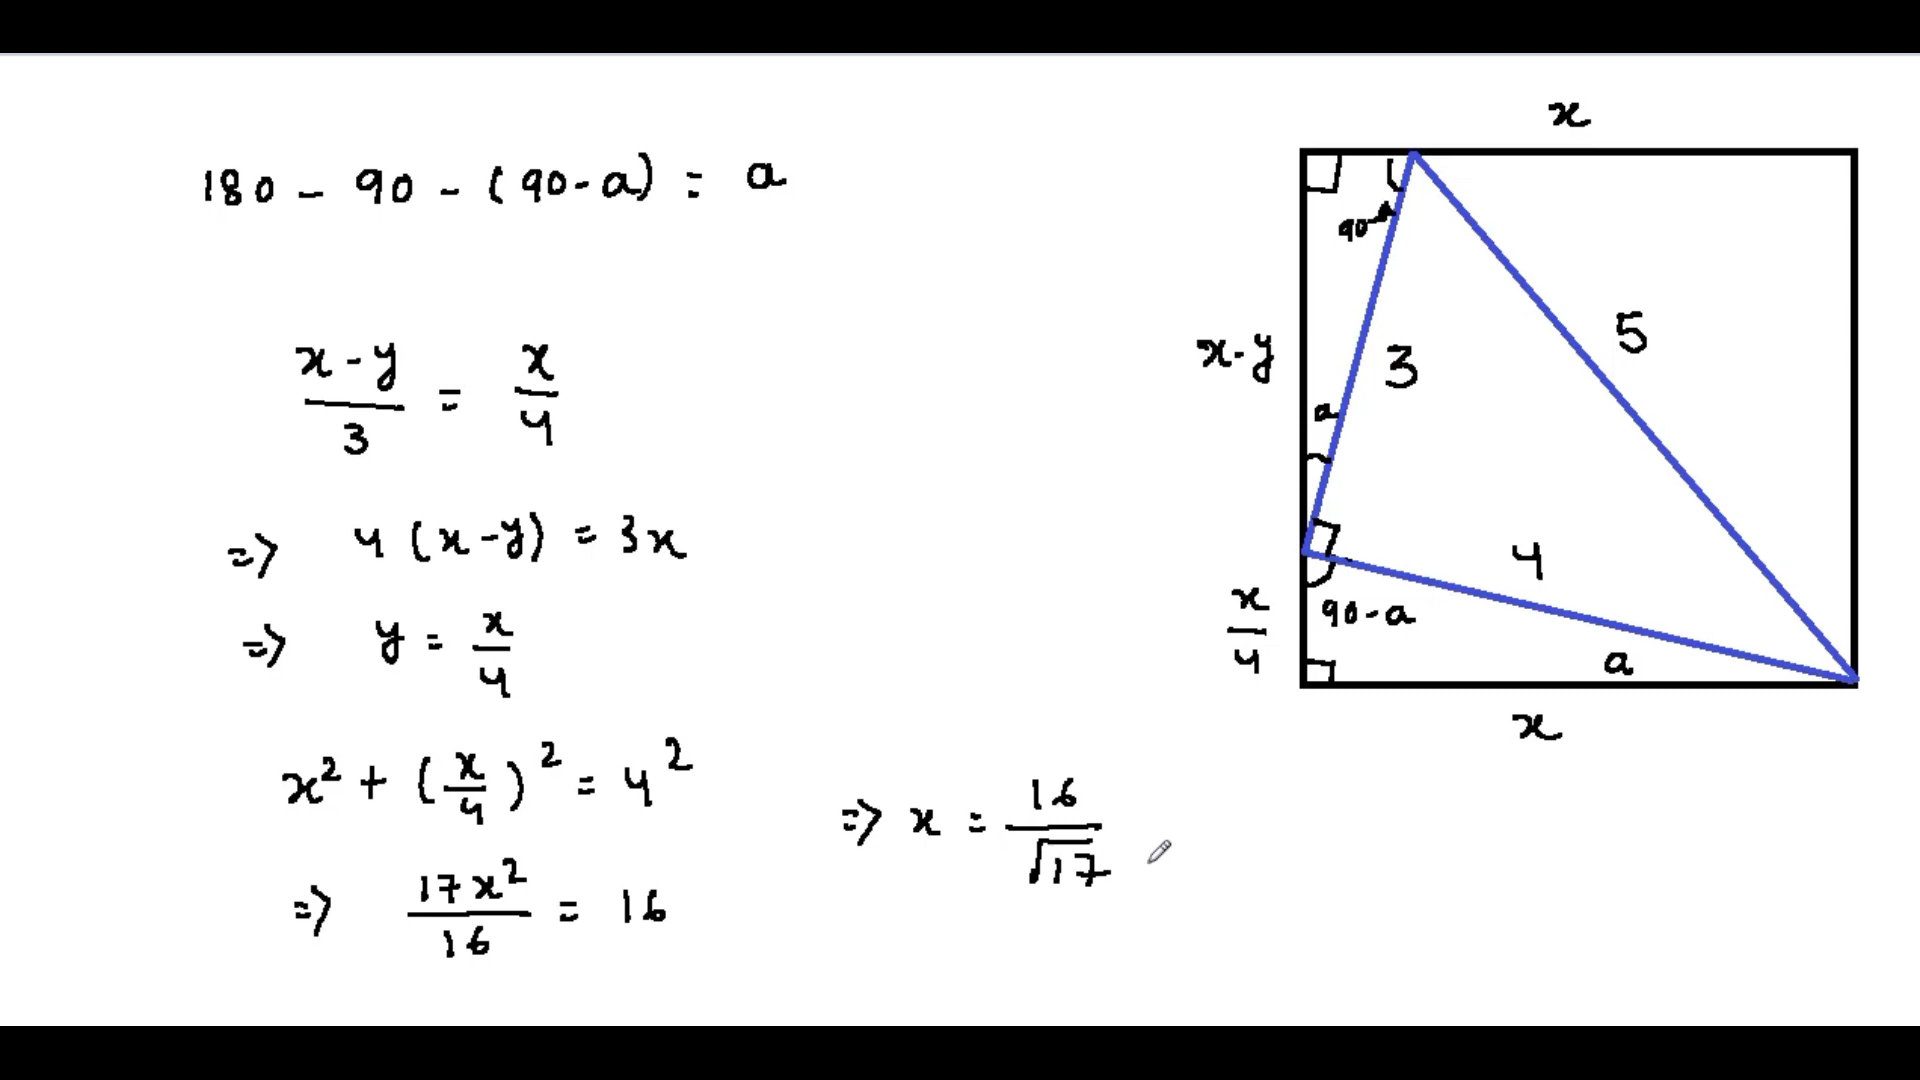 180 - 90 - (90-a) = a
x-y/3 = x/4
=> 4 (x-y) = 3x
=> y = x/4
x² + (x/4)² = 4²
=> 17x²/16 = 16
=> x = 16/√17
x
90
x-y
3
5
a
4
x/4
90-a
a
x